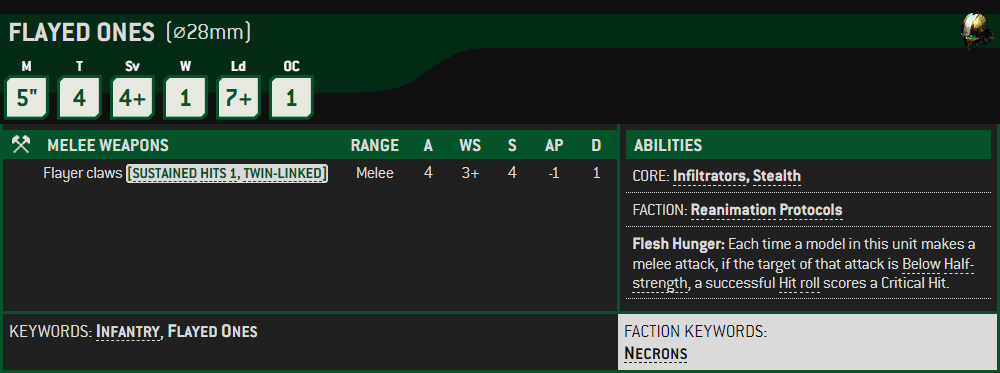 FLAYED ONES (⌀28mm)
M T Sv W Ld OC
5" 4 4+ 1 7+ 1
MELEE WEAPONS RANGE A WS S AP D
Flayer claws [SUSTAINED HITS 1, TWIN-LINKED] Melee 4 3+ 4 -1 1
ABILITIES
CORE: Infiltrators, Stealth
FACTION: Reanimation Protocols
Flesh Hunger: Each time a model in this unit makes a
melee attack, if the target of that attack is Below Half-
strength, a successful Hit roll scores a Critical Hit.
KEYWORDS: INFANTRY, FLAYED ONES
FACTION KEYWORDS:
NECRONS